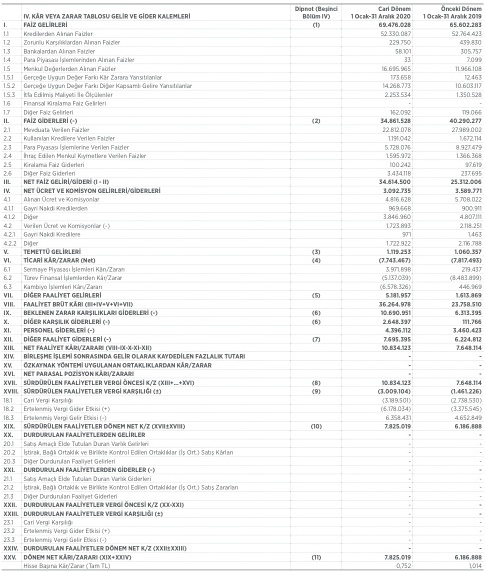 Dipnot (Beşinci Cari Dönem Önceki Dönem
IV. KÂR VEYA ZARAR TABLOSU GELİR VE GİDER KALEMLERİ Bölüm IV) 1 Ocak-31 Aralık 2020 1 Ocak-31 Aralık 2019
I. FAİZ GELİRLERİ (1) 69.476.028 65.602.283
1.1 Kredilerden Alınan Faizler 52.330.087 52.764.423
1.2 Zorunlu Karşılıklardan Alınan Faizler 229.750 439.830
1.3 Bankalardan Alınan Faizler 58.101 305.757
1.4 Para Piyasası İşlemlerinden Alınan Faizler 33 7.099
1.5 Menkul Değerlerden Alınan Faizler 16.695.965 11.966.108
1.5.1 Gerçeğe Uygun Değer Farkı Kâr Zarara Yansıtılanlar 173.658 12.463
1.5.2 Gerçeğe Uygun Değer Farkı Diğer Kapsamlı Gelire Yansıtılanlar 14.268.773 10.603.117
1.5.3 İtfa Edilmiş Maliyeti İle Ölçülenler 2.253.534 1.350.528
1.6 Finansal Kiralama Faiz Gelirleri - -
1.7 Diğer Faiz Gelirleri 162.092 119.066
II. FAİZ GİDERLERİ (-) (2) 34.861.528 40.290.277
2.1 Mevduata Verilen Faizler 22.812.078 27.989.002
2.2 Kullanılan Kredilere Verilen Faizler 1.191.042 1.672.114
2.3 Para Piyasası İşlemlerine Verilen Faizler 5.728.076 8.927.479
2.4 İhraç Edilen Menkul Kıymetlere Verilen Faizler 1.595.972 1.366.368
2.5 Kiralama Faiz Giderleri 100.242 97.619
2.6 Diğer Faiz Giderleri 3.434.118 237.695
III. NET FAİZ GELİRİ/GİDERİ (I - II) 34.614.500 25.312.006
IV. NET ÜCRET VE KOMİSYON GELİRLERİ/GİDERLERİ 3.092.735 3.589.771
4.1 Alınan Ücret ve Komisyonlar 4.816.628 5.708.022
4.1.1 Gayri Nakdi Kredilerden 969.668 900.911
4.1.2 Diğer 3.846.960 4.807.111
4.2 Verilen Ücret ve Komisyonlar (-) 1.723.893 2.118.251
4.2.1 Gayri Nakdi Kredilere 971 1.463
4.2.2 Diğer 1.722.922 2.116.788
V. TEMETTÜ GELİRLERİ (3) 1.119.253 1.060.357
VI. TİCARİ KÂR/ZARAR (Net) (4) (7.743.467) (7.817.493)
6.1 Sermaye Piyasası İşlemleri Kârı/Zararı 3.971.898 219.437
6.2 Türev Finansal İşlemlerden Kâr/Zarar (5.137.039) (8.483.899)
6.3 Kambiyo İşlemleri Kârı/Zararı (6.578.326) 446.969
VII. DİĞER FAALİYET GELİRLERİ (5) 5.181.957 1.613.869
VIII. FAALİYET BRÜT KÂRI (III+IV+V+VI+VII) 36.264.978 23.758.510
IX. BEKLENEN ZARAR KARŞILIKLARI GİDERLERİ (-) (6) 10.690.951 6.313.395
X. DİĞER KARŞILIK GİDERLERİ (-) (6) 2.648.397 111.766
XI. PERSONEL GİDERLERİ (-) 4.396.112 3.460.423
XII. DİĞER FAALİYET GİDERLERİ (-) (7) 7.695.395 6.224.812
XIII. NET FAALİYET KÂRI/ZARARI (VIII-IX-X-XI-XII) 10.834.123 7.648.114
XIV. BİRLEŞME İŞLEMİ SONRASINDA GELİR OLARAK KAYDEDİLEN FAZLALIK TUTARI - -
XV. ÖZKAYNAK YÖNTEMİ UYGULANAN ORTAKLIKLARDAN KÂR/ZARAR - -
XVI. NET PARASAL POZİSYON KÂRI/ZARARI - -
XVII. SÜRDÜRÜLEN FAALİYETLER VERGİ ÖNCESİ K/Z (XIII+...+XVI) (8) 10.834.123 7.648.114
XVIII. SÜRDÜRÜLEN FAALİYETLER VERGİ KARŞILIĞI (±) (9) (3.009.104) (1.461.226)
18.1 Cari Vergi Karşılığı (3.189.501) (2.738.530)
18.2 Ertelenmiş Vergi Gider Etkisi (+) (6.178.034) (3.375.545)
18.3 Ertelenmiş Vergi Gelir Etkisi (-) 6.358.431 4.652.849
XIX. SÜRDÜRÜLEN FAALİYETLER DÖNEM NET K/Z (XVII±XVIII) (10) 7.825.019 6.186.888
XX. DURDURULAN FAALİYETLERDEN GELİRLER - -
20.1 Satış Amaçlı Elde Tutulan Duran Varlık Gelirleri - -
20.2 İştirak, Bağlı Ortaklık ve Birlikte Kontrol Edilen Ortaklıklar (İş Ort.) Satış Kârları - -
20.3 Diğer Durdurulan Faaliyet Gelirleri - -
XXI. DURDURULAN FAALİYETLERDEN GİDERLER (-) - -
21.1 Satış Amaçlı Elde Tutulan Duran Varlık Giderleri - -
21.2 İştirak, Bağlı Ortaklık ve Birlikte Kontrol Edilen Ortaklıklar (İş Ort.) Satış Zararları - -
21.3 Diğer Durdurulan Faaliyet Giderleri - -
XXII. DURDURULAN FAALİYETLER VERGİ ÖNCESİ K/Z (XX-XXI) - -
XXIII. DURDURULAN FAALİYETLER VERGİ KARŞILIĞI (±) - -
23.1 Cari Vergi Karşılığı - -
23.2 Ertelenmiş Vergi Gider Etkisi (+) - -
23.3 Ertelenmiş Vergi Gelir Etkisi (-) - -
XXIV. DURDURULAN FAALİYETLER DÖNEM NET K/Z (XXII±XXIII) - -
XXV. DÖNEM NET KÂRI/ZARARI (XIX+XXIV) (11) 7.825.019 6.186.888
Hisse Başına Kâr/Zarar (Tam TL) 0,752 1,014